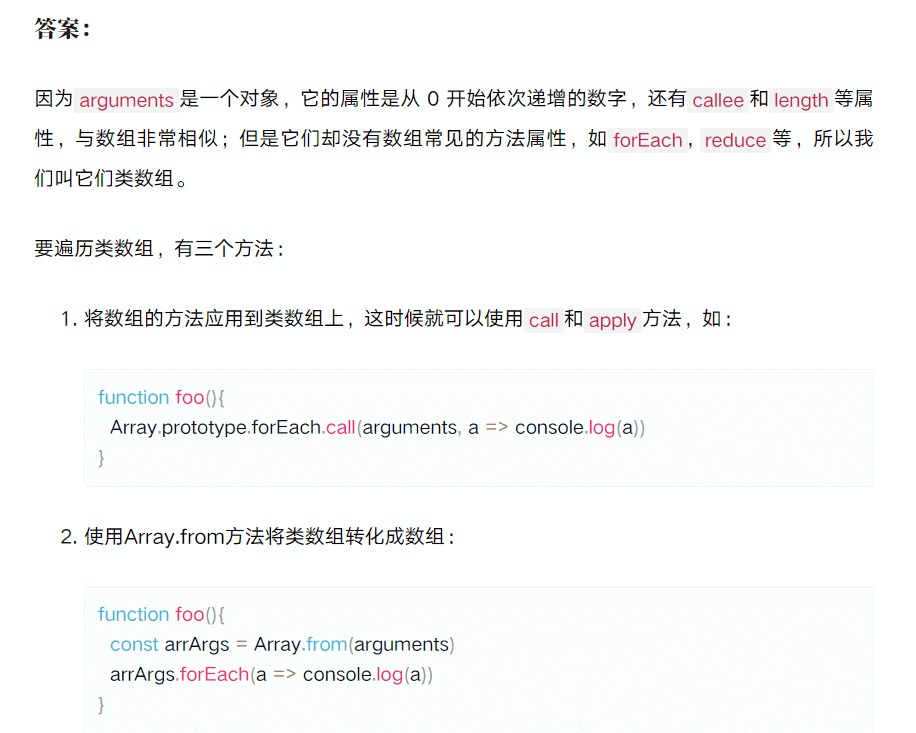 答案：
因为 arguments 是一个对象，它的属性是从 0 开始依次递增的数字，还有 callee 和 length 等属
性，与数组非常相似；但是它们却没有数组常见的方法属性，如 forEach，reduce 等，所以我
们叫它们类数组。
要遍历类数组，有三个方法：
1. 将数组的方法应用到类数组上，这时候就可以使用 call 和 apply 方法，如：
function foo(){
  Array.prototype.forEach.call(arguments, a => console.log(a))
}
2. 使用Array.from方法将类数组转化成数组：
function foo(){
  const arrArgs = Array.from(arguments)
  arrArgs.forEach(a => console.log(a))
}